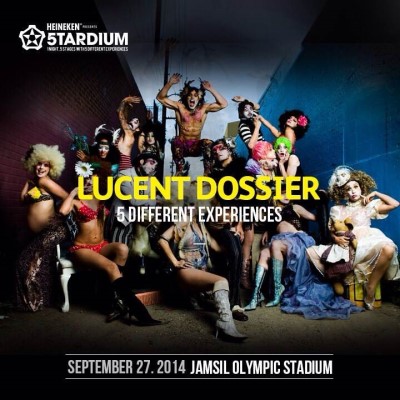 HEINEKEN® PRESENTS
5TARDIUM
1 NIGHT, 5 STAGES WITH 5 DIFFERENT EXPERIENCES
LUCENT DOSSIER
5 DIFFERENT EXPERIENCES
SEPTEMBER 27. 2014 JAMSIL OLYMPIC STADIUM